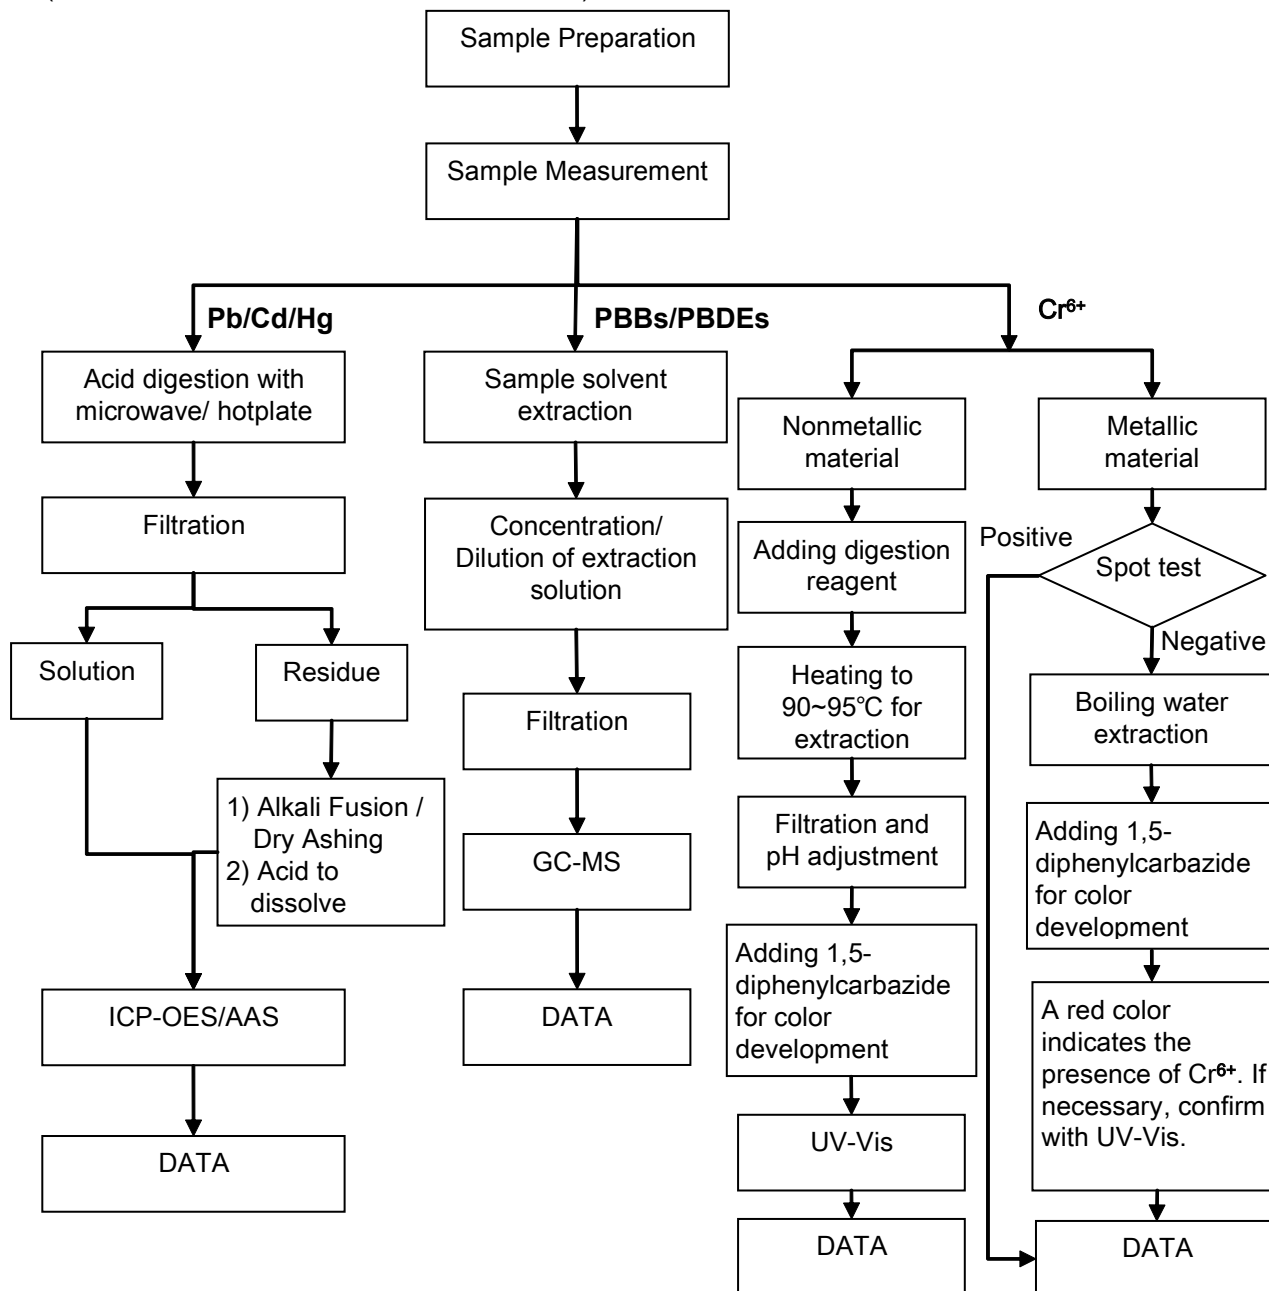 Sample Preparation
Sample Measurement
Pb/Cd/Hg
PBBs/PBDEs
Cr⁶⁺
Acid digestion with
microwave/ hotplate
Filtration
Solution
Residue
1) Alkali Fusion /
Dry Ashing
2) Acid to
dissolve
ICP-OES/AAS
DATA
Sample solvent
extraction
Concentration/
Dilution of extraction
solution
Filtration
GC-MS
DATA
Nonmetallic
material
Adding digestion
reagent
Heating to
90~95℃ for
extraction
Filtration and
pH adjustment
Adding 1,5-
diphenylcarbazide
for color
development
UV-Vis
DATA
Metallic
material
Spot test
Positive
Negative
Boiling water
extraction
Adding 1,5-
diphenylcarbazide
for color
development
A red color
indicates the
presence of Cr⁶⁺. If
necessary, confirm
with UV-Vis.
DATA